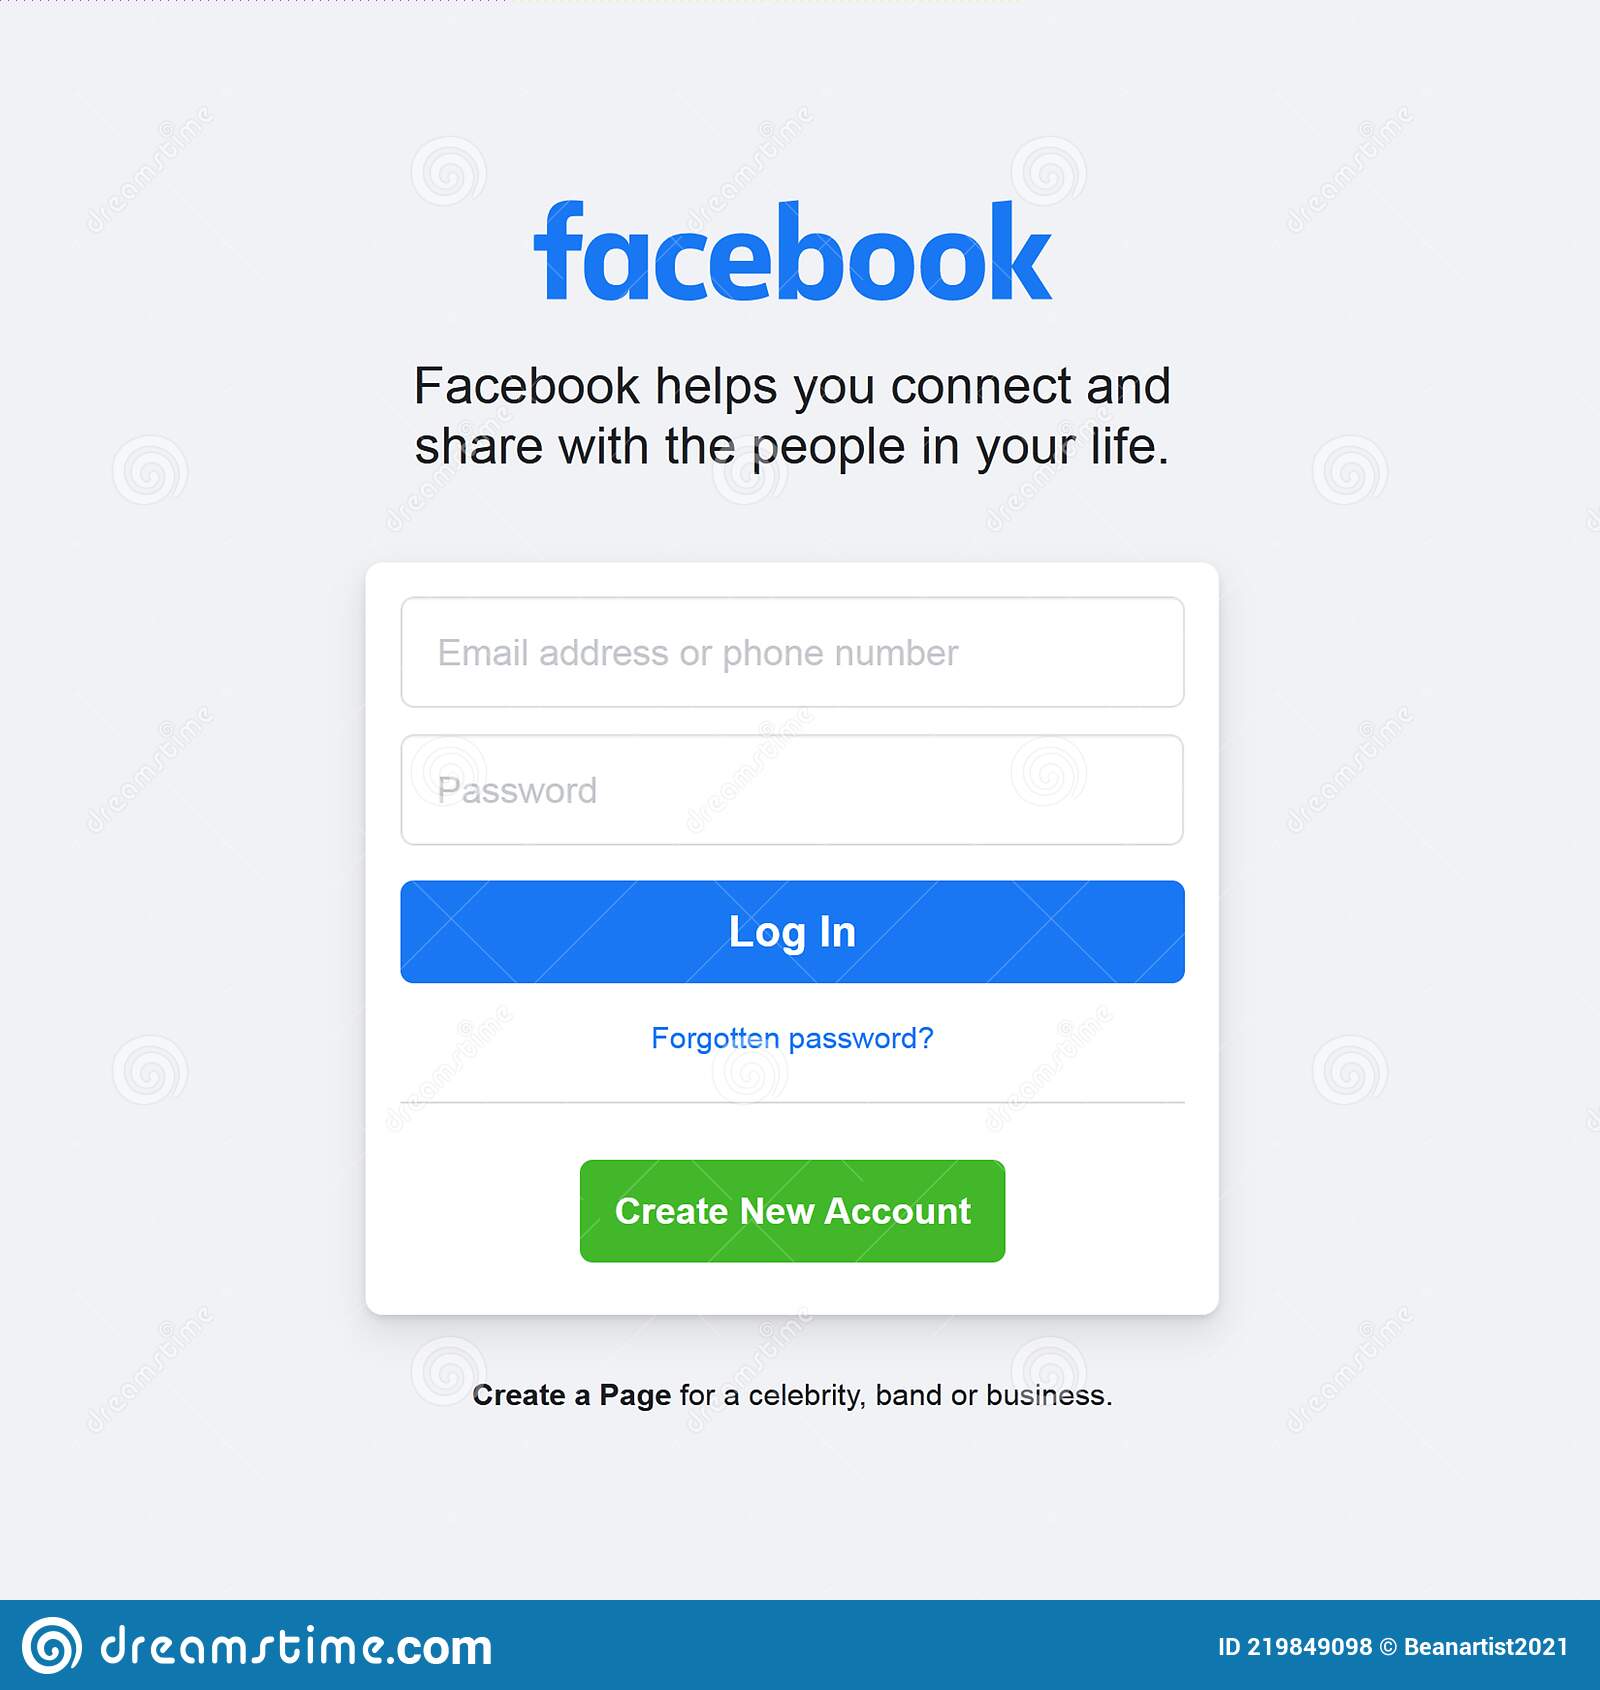 facebook
Facebook helps you connect and
share with the people in your life.
Email address or phone number
Password
Log In
Forgotten password?
Create New Account
Create a Page for a celebrity, band or business.
dreamstime.com
ID 219849098 © Beanartist2021